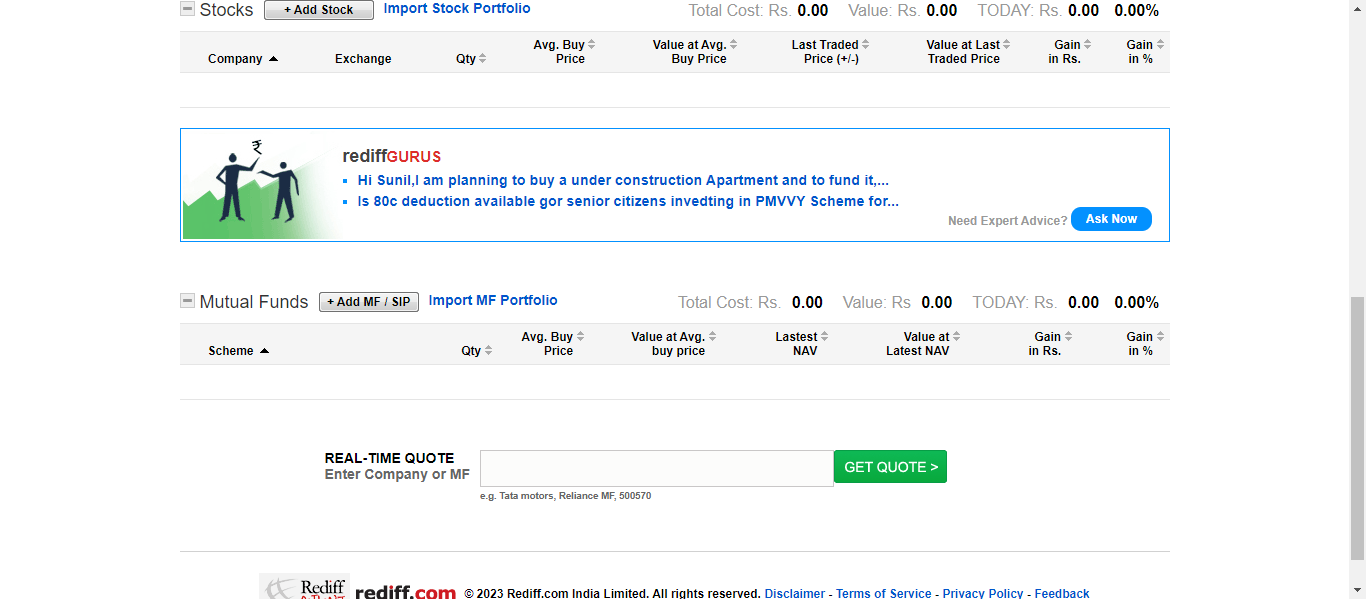 Stocks + Add Stock Import Stock Portfolio Total Cost: Rs. 0.00 Value: Rs. 0.00 TODAY: Rs. 0.00 0.00%
Company Exchange Qty Avg. Buy Price Value at Avg. Buy Price Last Traded Price (+/-) Value at Last Traded Price Gain in Rs. Gain in %
₹
rediffGURUS
Hi Sunil,I am planning to buy a under construction Apartment and to fund it,...
Is 80c deduction available gor senior citizens invedting in PMVVY Scheme for...
Need Expert Advice? Ask Now
Mutual Funds + Add MF / SIP Import MF Portfolio Total Cost: Rs. 0.00 Value: Rs 0.00 TODAY: Rs. 0.00 0.00%
Scheme Qty Avg. Buy Price Value at Avg. buy price Lastest NAV Value at Latest NAV Gain in Rs. Gain in %
REAL-TIME QUOTE
Enter Company or MF GET QUOTE >
e.g. Tata motors, Reliance MF, 500570
Rediff rediff.com © 2023 Rediff.com India Limited. All rights reserved. Disclaimer - Terms of Service - Privacy Policy - Feedback